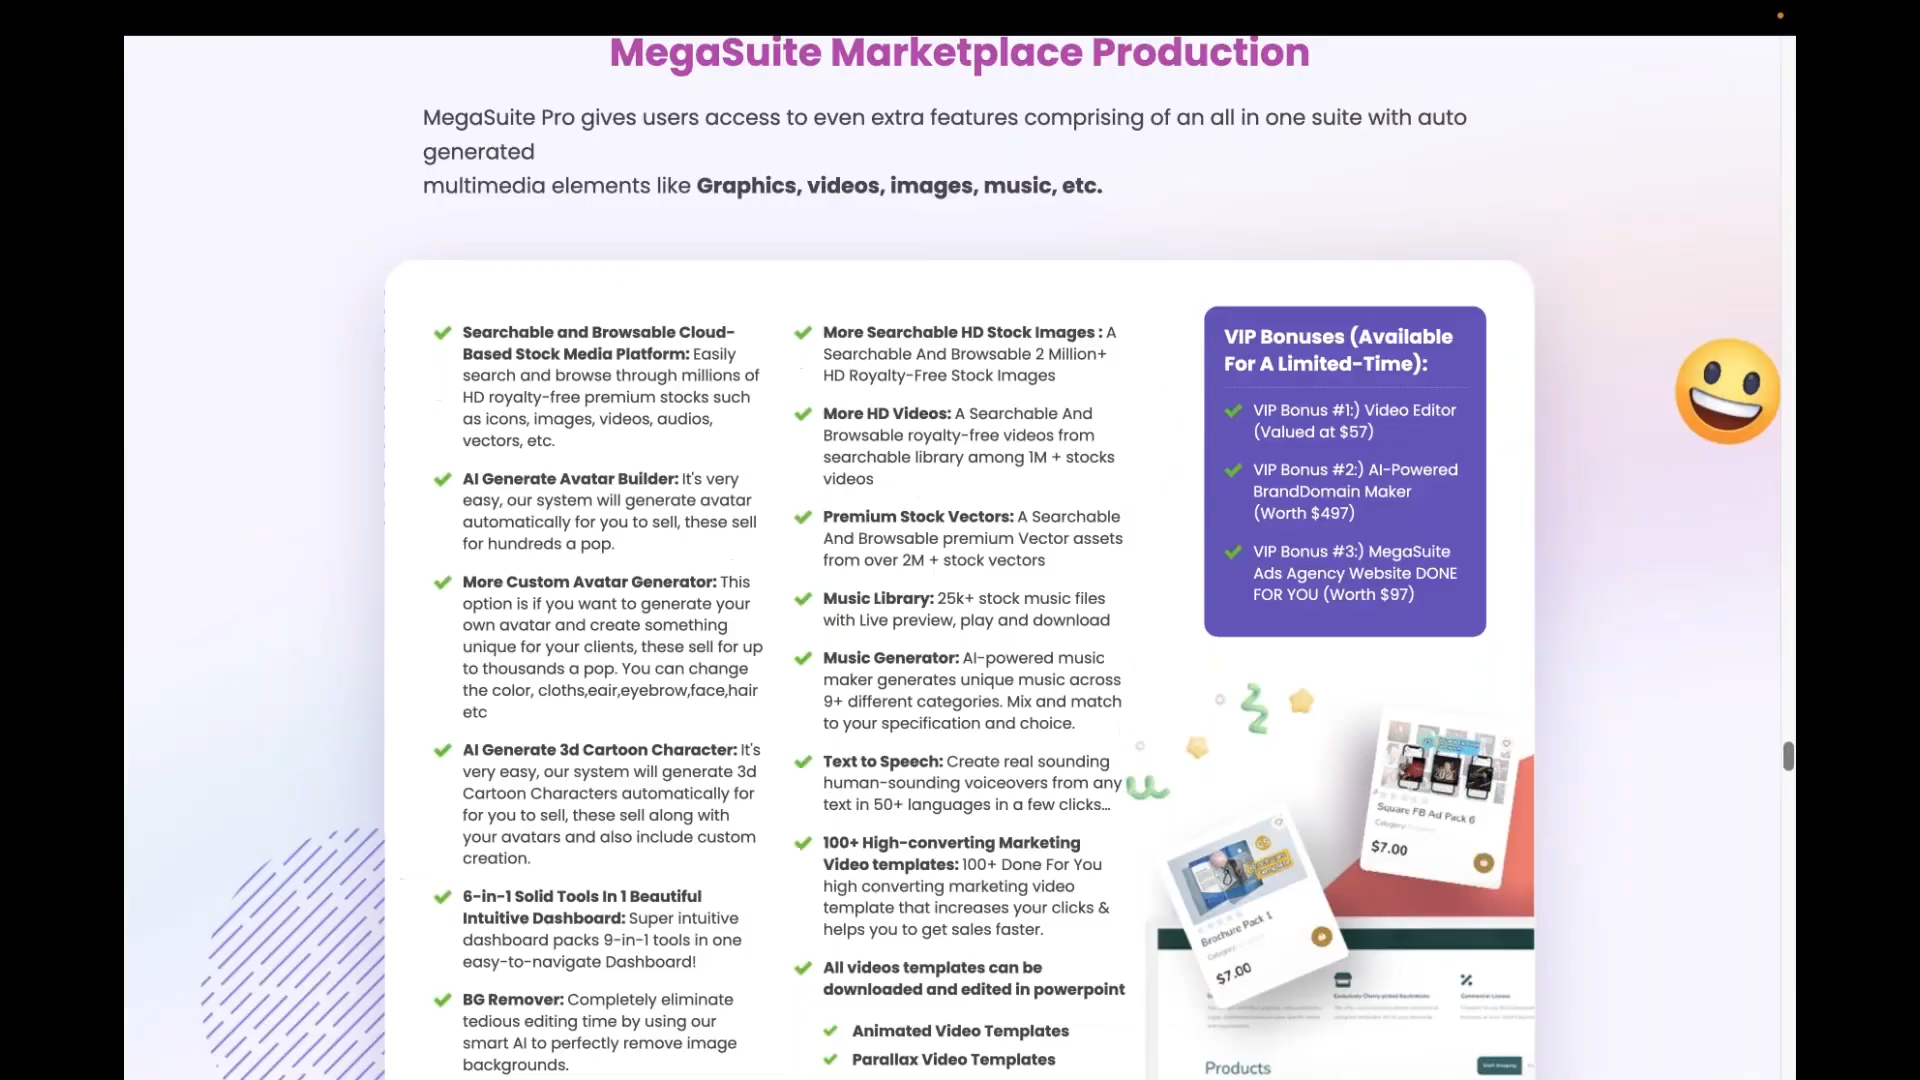 MegaSuite Marketplace Production
MegaSuite Pro gives users access to even extra features comprising of an all in one suite with auto
generated
multimedia elements like Graphics, videos, images, music, etc.
Searchable and Browsable Cloud-
Based Stock Media Platform: Easily
search and browse through millions of
HD royalty-free premium stocks such
as icons, images, videos, audios,
vectors, etc.
AI Generate Avatar Builder: It's very
easy, our system will generate avatar
automatically for you to sell, these sell
for hundreds a pop.
More Custom Avatar Generator: This
option is if you want to generate your
own avatar and create something
unique for your clients, these sell for up
to thousands a pop. You can change
the color, cloths,eair,eyebrow,face,hair
etc
AI Generate 3d Cartoon Character: It's
very easy, our system will generate 3d
Cartoon Characters automatically for
for you to sell, these sell along with
your avatars and also include custom
creation.
6-in-1 Solid Tools In 1 Beautiful
Intuitive Dashboard: Super intuitive
dashboard packs 9-in-1 tools in one
easy-to-navigate Dashboard!
BG Remover: Completely eliminate
tedious editing time by using our
smart AI to perfectly remove image
backgrounds.
More Searchable HD Stock Images : A
Searchable And Browsable 2 Million+
HD Royalty-Free Stock Images
More HD Videos: A Searchable And
Browsable royalty-free videos from
searchable library among 1M + stocks
videos
Premium Stock Vectors: A Searchable
And Browsable premium Vector assets
from over 2M + stock vectors
Music Library: 25k+ stock music files
with Live preview, play and download
Music Generator: AI-powered music
maker generates unique music across
9+ different categories. Mix and match
to your specification and choice.
Text to Speech: Create real sounding
human-sounding voiceovers from any
text in 50+ languages in a few clicks...
100+ High-converting Marketing
Video templates: 100+ Done For You
high converting marketing video
template that increases your clicks &
helps you to get sales faster.
All videos templates can be
downloaded and edited in powerpoint
Animated Video Templates
Parallax Video Templates
VIP Bonuses (Available
For A Limited-Time):
VIP Bonus #1:) Video Editor
(Valued at $57)
VIP Bonus #2:) AI-Powered
BrandDomain Maker
(Worth $497)
VIP Bonus #3:) MegaSuite
Ads Agency Website DONE
FOR YOU (Worth $97)
Square FB Ad Pack 6
Category:
$7.00
Brochure Pack 1
Category:
$7.00
Products